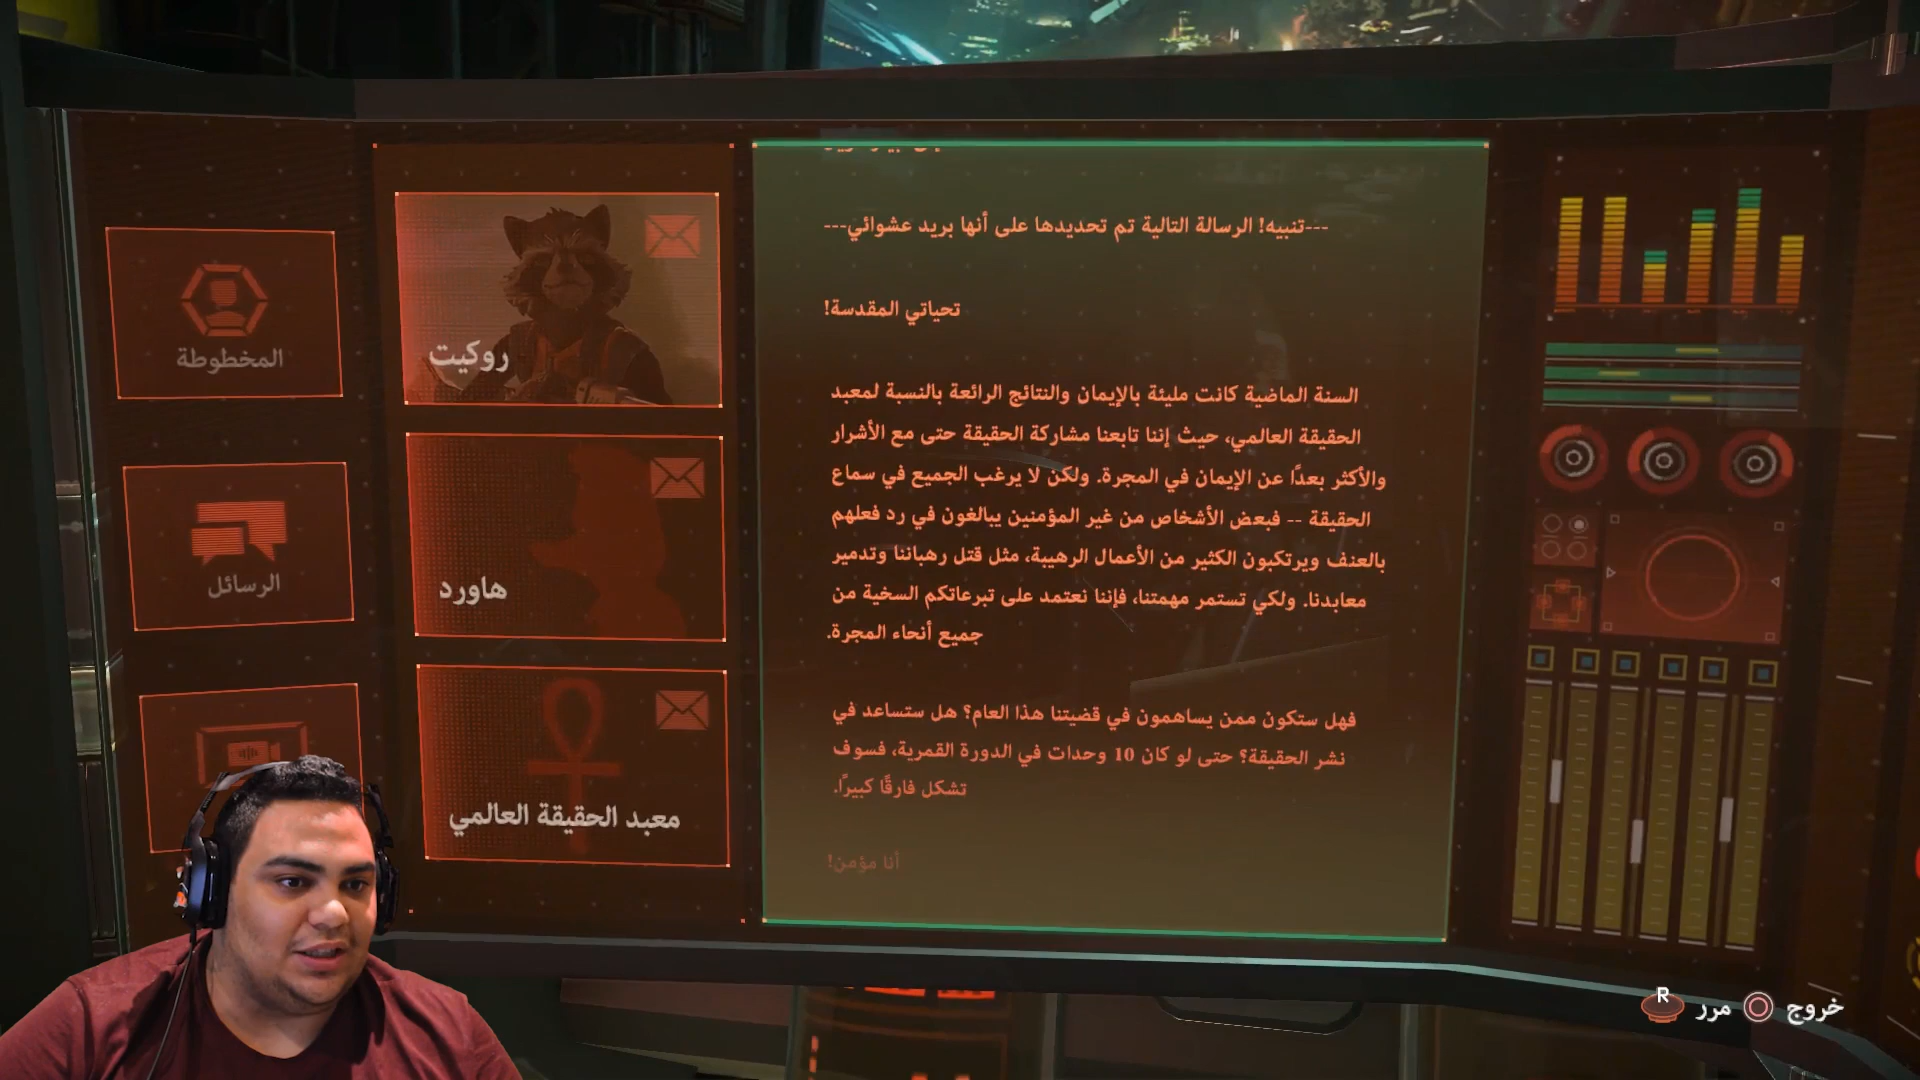 ---تنبيه! الرسالة التالية تم تحديدها على أنها بريد عشوائي---
تحياتي المقدسة!
السنة الماضية كانت مليئة بالإيمان والنتائج الرائعة بالنسبة لمعبد
الحقيقة العالمي، حيث إننا تابعنا مشاركة الحقيقة حتى مع الأشرار
والأكثر بعدًا عن الإيمان في المجرة. ولكن لا يرغب الجميع في سماع
الحقيقة -- فبعض الأشخاص من غير المؤمنين يبالغون في رد فعلهم
بالعنف ويرتكبون الكثير من الأعمال الرهيبة، مثل قتل رهباننا وتدمير
معابدنا. ولكي تستمر مهمتنا، فإننا نعتمد على تبرعاتكم السخية من
جميع أنحاء المجرة.
فهل ستكون ممن يساهمون في قضيتنا هذا العام؟ هل ستساعد في
نشر الحقيقة؟ حتى لو كان 10 وحدات في الدورة القمرية، فسوف
تشكل فارقًا كبيرًا.
أنا مؤمن!
روكيت
هاورد
معبد الحقيقة العالمي
المخطوطة
الرسائل
خروج
مرر
R